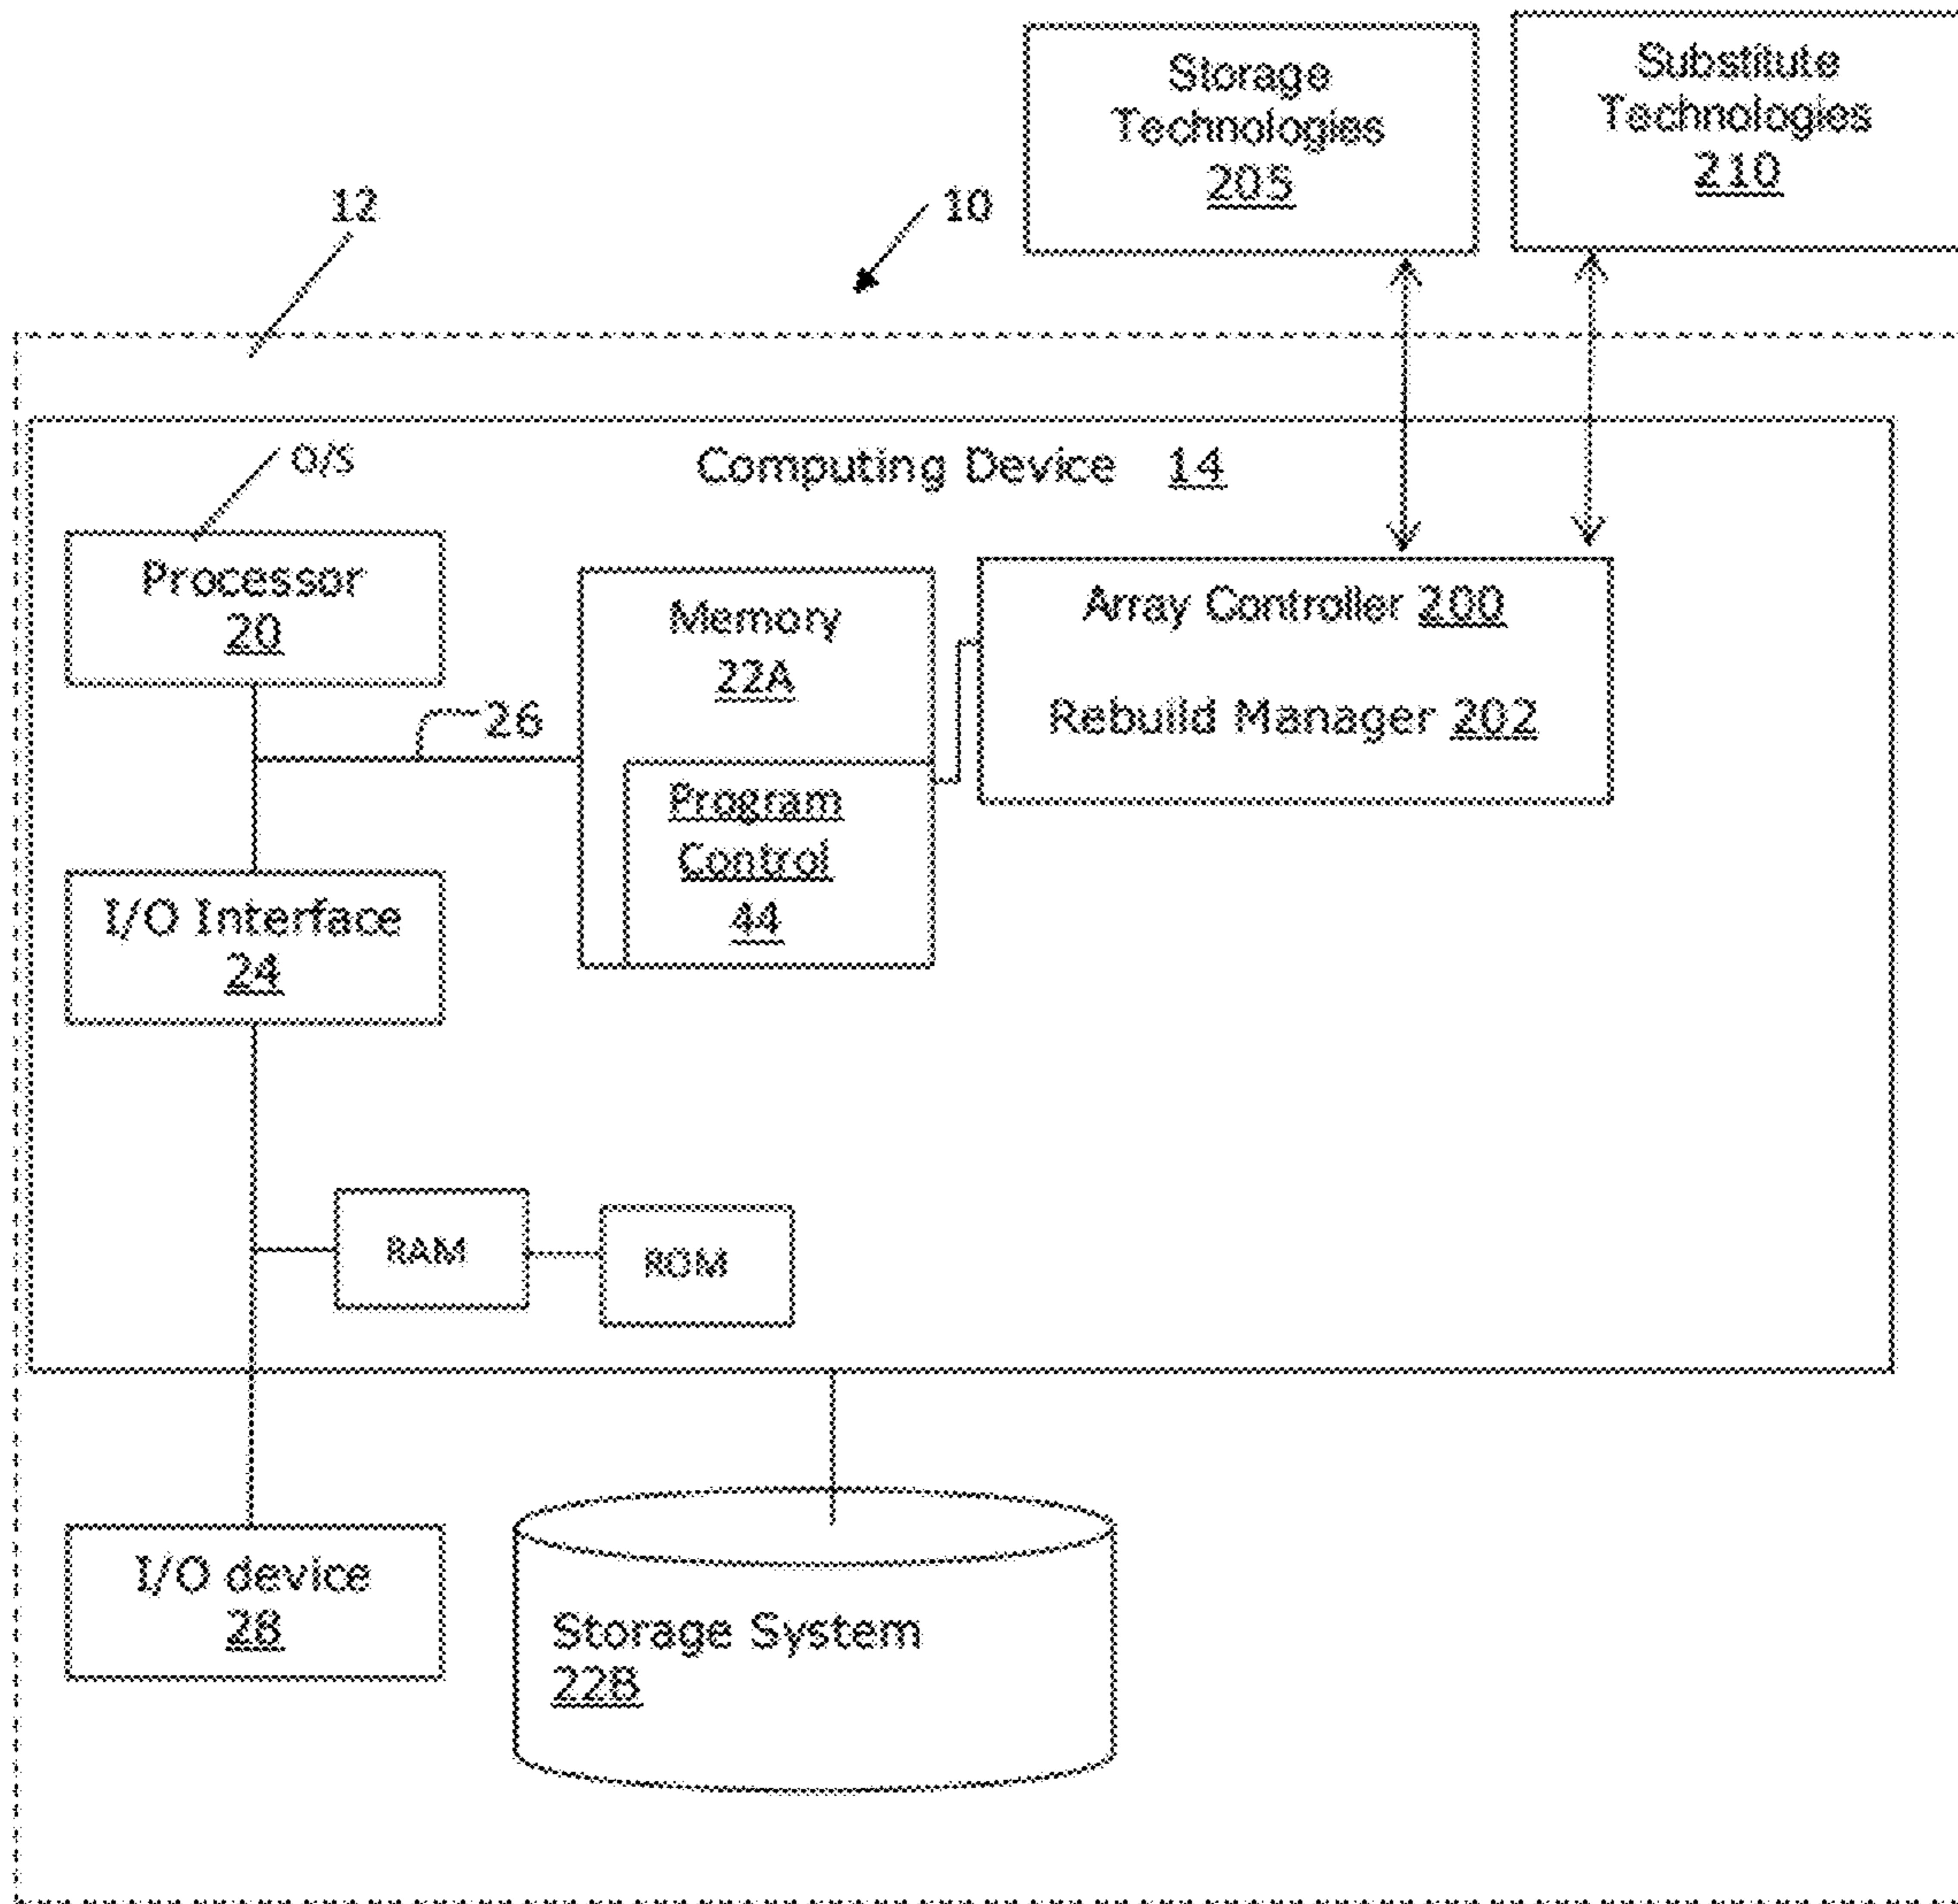 Storage
Technologies
205
Substitute
Technologies
210
12
10
O/S
Computing Device 14
Processor
20
Memory
22A
Array Controller 200
Rebuild Manager 202
26
Program
Control
44
I/O Interface
24
RAM
ROM
I/O device
28
Storage System
22B